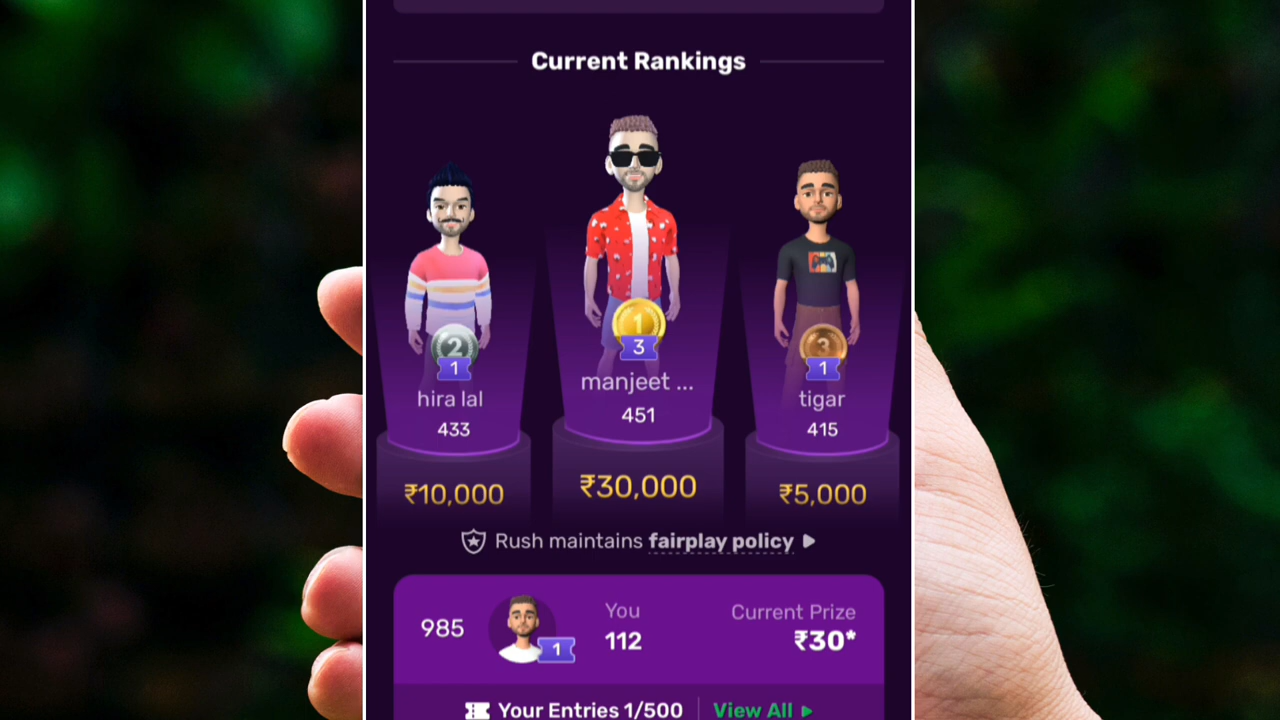 Current Rankings
1
3
manjeet ...
451
₹30,000
2
1
hira lal
433
₹10,000
3
1
tigar
415
₹5,000
Rush maintains fairplay policy
985
1
You
112
Current Prize
₹30*
Your Entries 1/500
View All